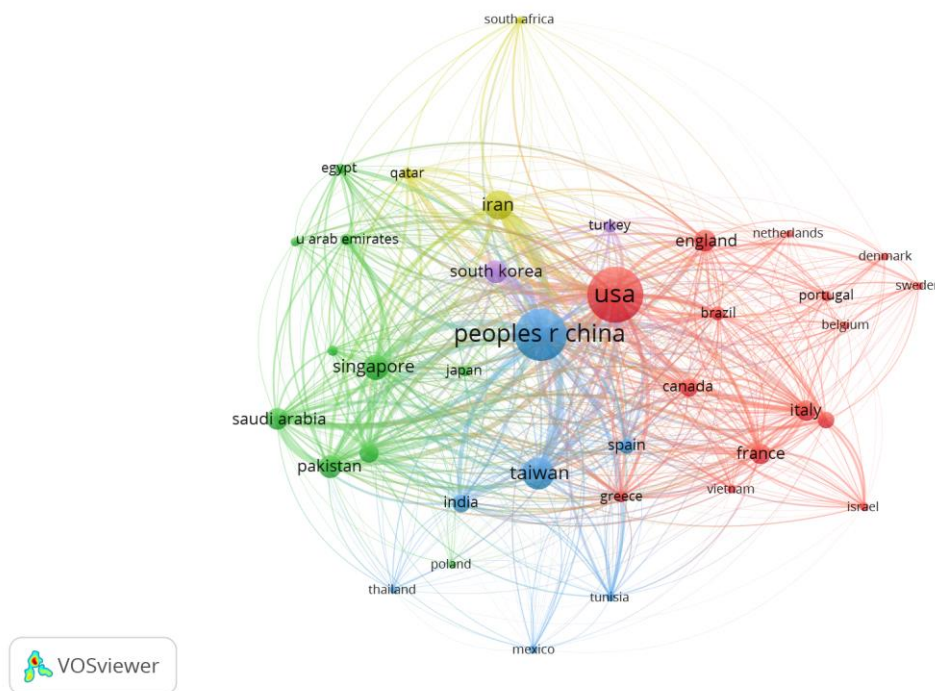 south africa
egypt
qatar
iran
turkey
u arab emirates
england
netherlands
denmark
south korea
usa
sweden
portugal
brazil
belgium
peoples r china
singapore
japan
canada
saudi arabia
italy
spain
france
pakistan
taiwan
vietnam
india
greece
israel
poland
thailand
tunisia
mexico
VOSviewer